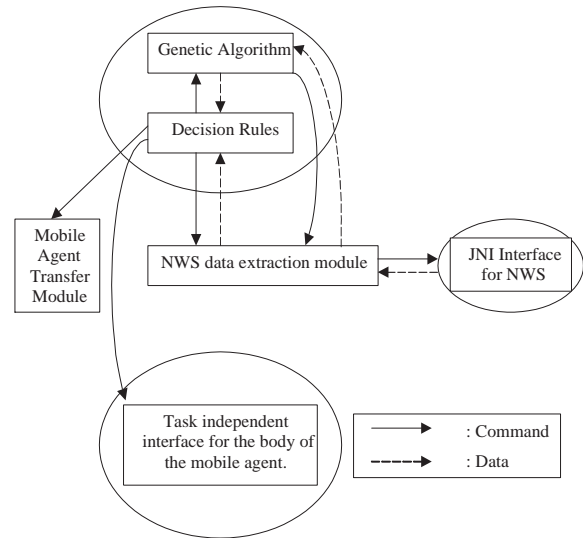 Genetic Algorithm
Decision Rules
Mobile
Agent
Transfer
Module
NWS data extraction module
JNI Interface
for NWS
Task independent
interface for the body of
the mobile agent.
: Command
: Data